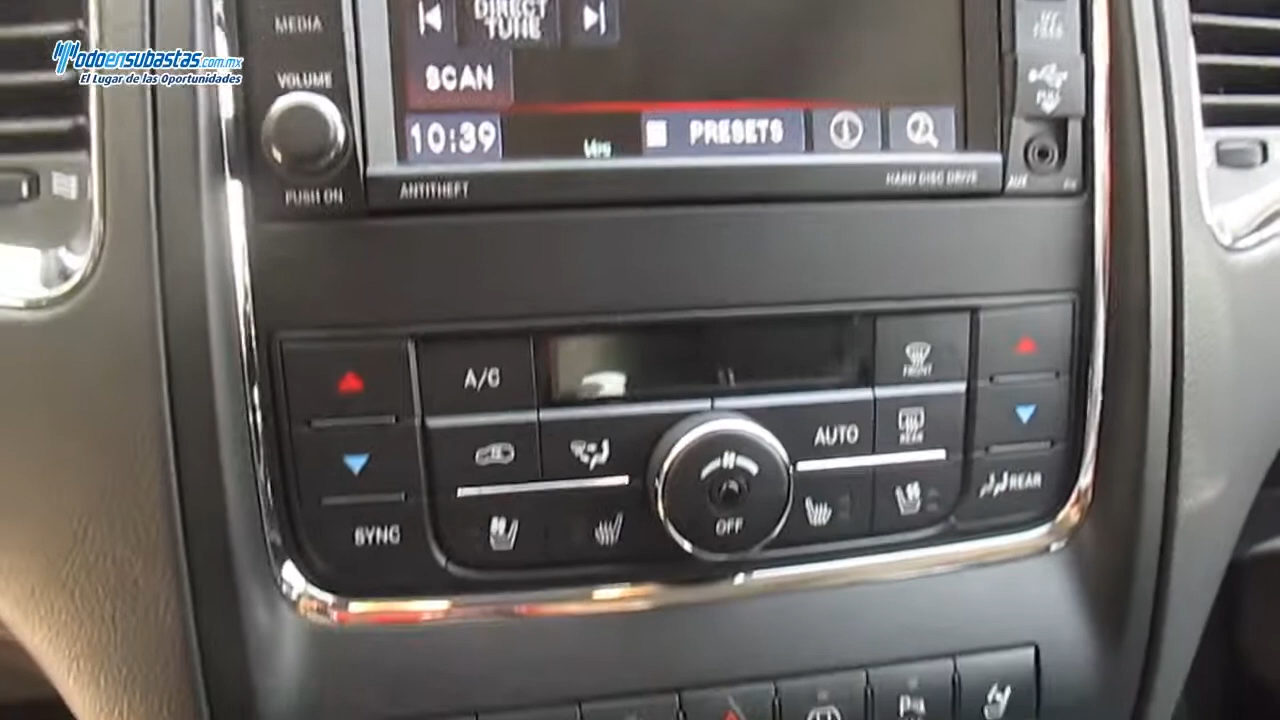 MEDIA
DIRECT
TUNE
Todoensubastas.com.mx
El Lugar de las Oportunidades
VOLUME
SCAN
PULL
10:39
PRESETS
PUSH ON
ANTITHEFT
HARD DISC DRIVE
AUX
A/C
FRONT
AUTO
REAR
SYNC
OFF
REAR